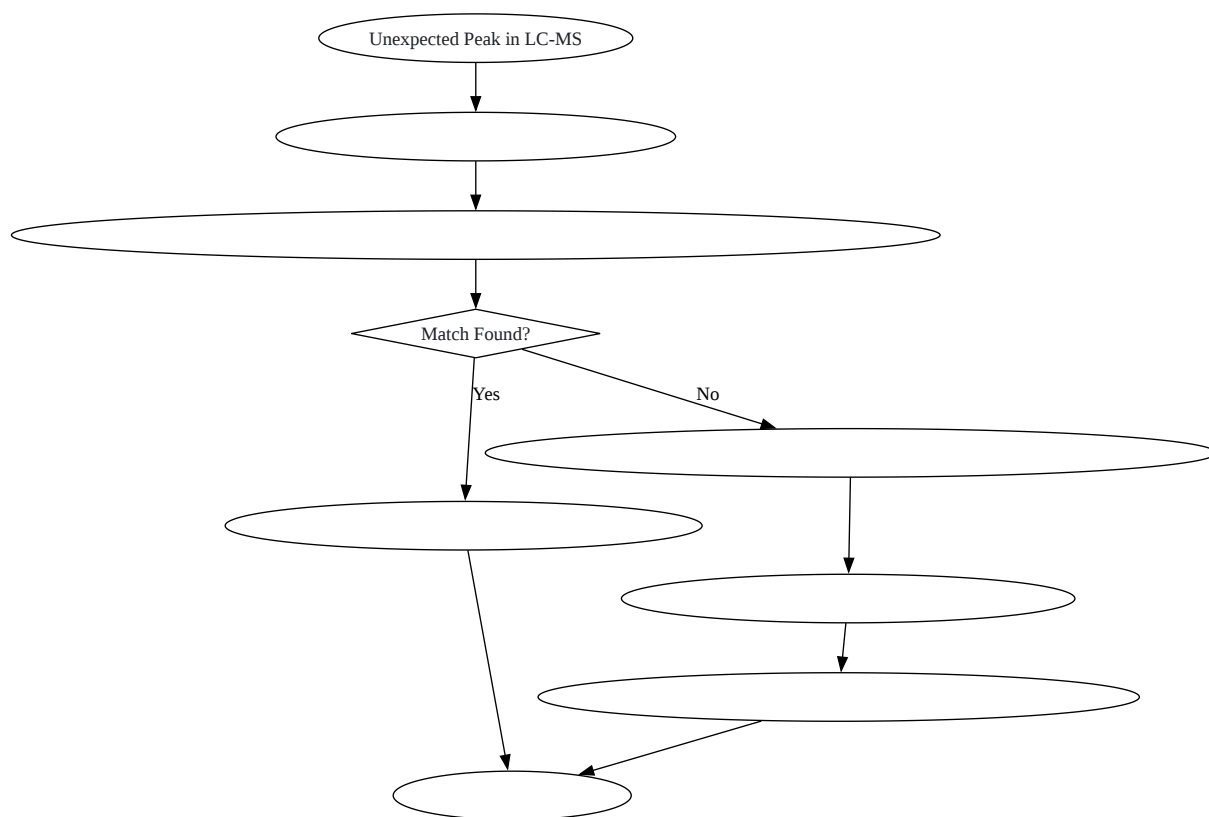 Unexpected Peak in LC-MS
Match Found?
Yes
No